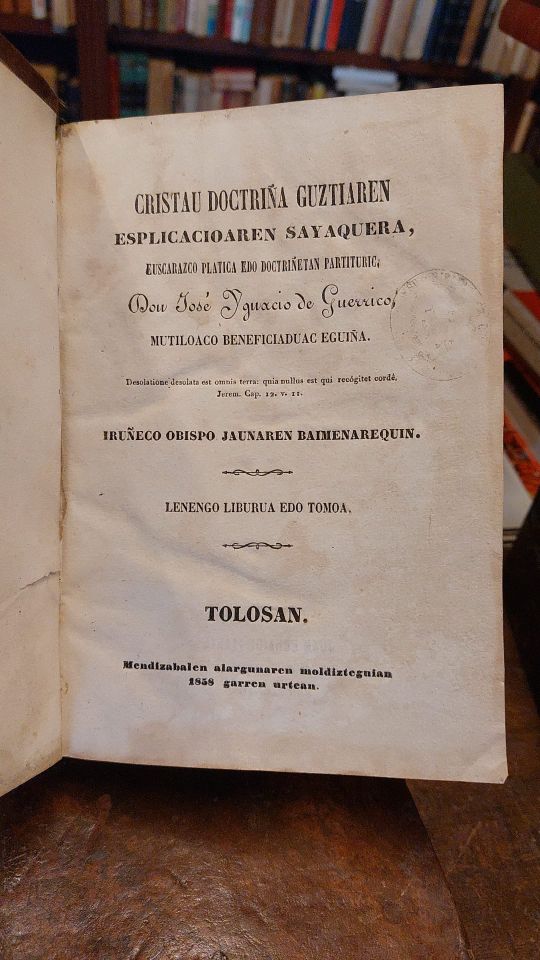 CRISTAU DOCTRIÑA GUZTIAREN
ESPLICACIOAREN SAYAQUERA,
EUSCARAZCO PLATICA EDO DOCTRIÑETAN PARTITURIC,
Don José Ygnacio de Guerrico,
MUTILOACO BENEFICIADUAC EGUIÑA.
Desolatione desolata est omnis terra: quia nullus est qui recógitet cordé.
Jerem. Cap. 12. v. 11.
IRUÑECO OBISPO JAUNAREN BAIMENAREQUIN.
LENENGO LIBURUA EDO TOMOA.
TOLOSAN.
Mendizabalen alargunaren moldizteguian
1858 garren urtean.